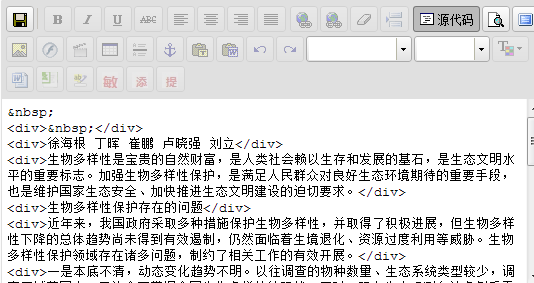 B I U ABC 源代码
T W
T
W 敏 添 提
&nbsp;
<div>&nbsp;</div>
<div>徐海根 丁晖 崔鹏 卢晓强 刘立</div>
<div>生物多样性是宝贵的自然财富，是人类社会赖以生存和发展的基石，是生态文明水
平的重要标志。加强生物多样性保护，是满足人民群众对良好生态环境期待的重要手段，
也是维护国家生态安全、加快推进生态文明建设的迫切要求。</div>
<div>生物多样性保护存在的问题</div>
<div>近年来，我国政府采取多种措施保护生物多样性，并取得了积极进展，但生物多样
性下降的总体趋势尚未得到有效遏制，仍然面临着生境退化、资源过度利用等威胁。生物
多样性保护领域存在诸多问题，制约了相关工作的有效开展。</div>
<div>一是本底不清，动态变化趋势不明。以往调查的物种数量、生态系统类型较少，调